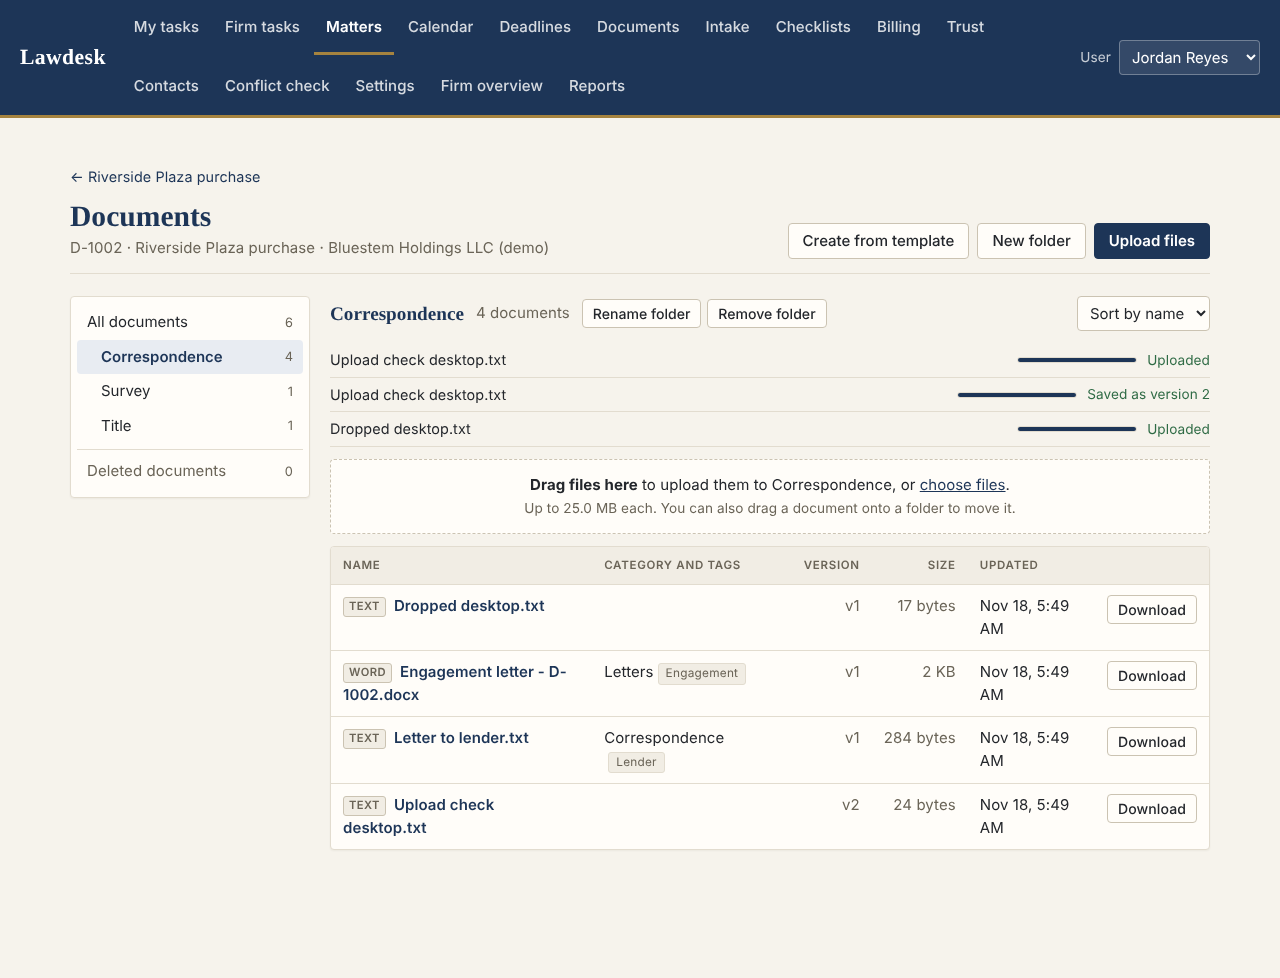 Lawdesk
My tasks Firm tasks Matters Calendar Deadlines Documents Intake Checklists Billing Trust
Contacts Conflict check Settings Firm overview Reports
User Jordan Reyes
← Riverside Plaza purchase
Documents
D-1002 · Riverside Plaza purchase · Bluestem Holdings LLC (demo)
Create from template New folder Upload files
All documents 6
Correspondence 4
Survey 1
Title 1
Deleted documents 0
Correspondence 4 documents Rename folder Remove folder Sort by name
Upload check desktop.txt Uploaded
Upload check desktop.txt Saved as version 2
Dropped desktop.txt Uploaded
Drag files here to upload them to Correspondence, or choose files.
Up to 25.0 MB each. You can also drag a document onto a folder to move it.
NAME CATEGORY AND TAGS VERSION SIZE UPDATED
TEXT Dropped desktop.txt v1 17 bytes Nov 18, 5:49 Download
AM
WORD Engagement letter - D- Letters Engagement v1 2 KB Nov 18, 5:49 Download
1002.docx AM
TEXT Letter to lender.txt Correspondence v1 284 bytes Nov 18, 5:49 Download
Lender AM
TEXT Upload check v2 24 bytes Nov 18, 5:49 Download
desktop.txt AM